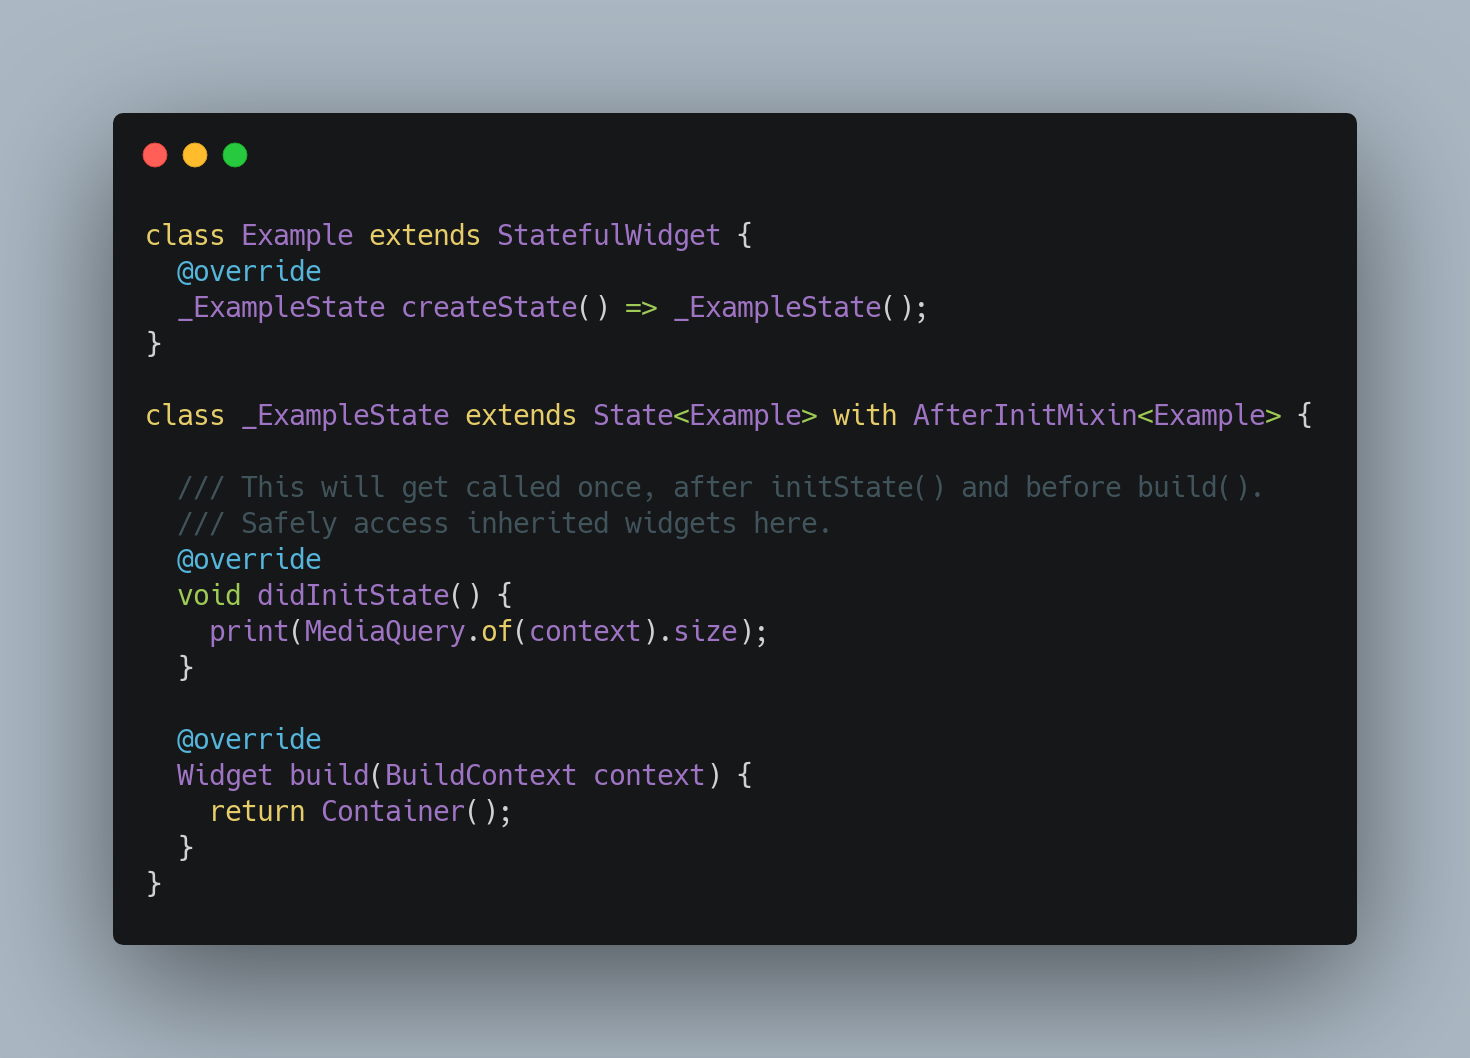 class Example extends StatefulWidget {
  @override
  _ExampleState createState() => _ExampleState();
}

class _ExampleState extends State<Example> with AfterInitMixin<Example> {

  /// This will get called once, after initState() and before build().
  /// Safely access inherited widgets here.
  @override
  void didInitState() {
    print(MediaQuery.of(context).size);
  }

  @override
  Widget build(BuildContext context) {
    return Container();
  }
}